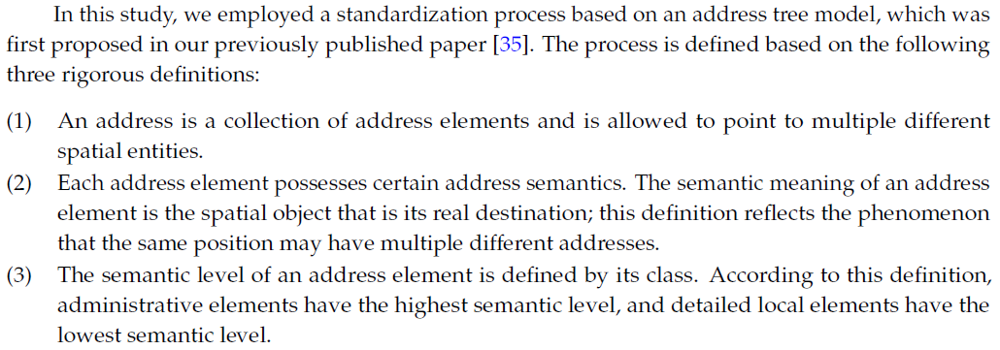 In this study, we employed a standardization process based on an address tree model, which was
first proposed in our previously published paper [35]. The process is defined based on the following
three rigorous definitions:
(1) An address is a collection of address elements and is allowed to point to multiple different
spatial entities.
(2) Each address element possesses certain address semantics. The semantic meaning of an address
element is the spatial object that is its real destination; this definition reflects the phenomenon
that the same position may have multiple different addresses.
(3) The semantic level of an address element is defined by its class. According to this definition,
administrative elements have the highest semantic level, and detailed local elements have the
lowest semantic level.